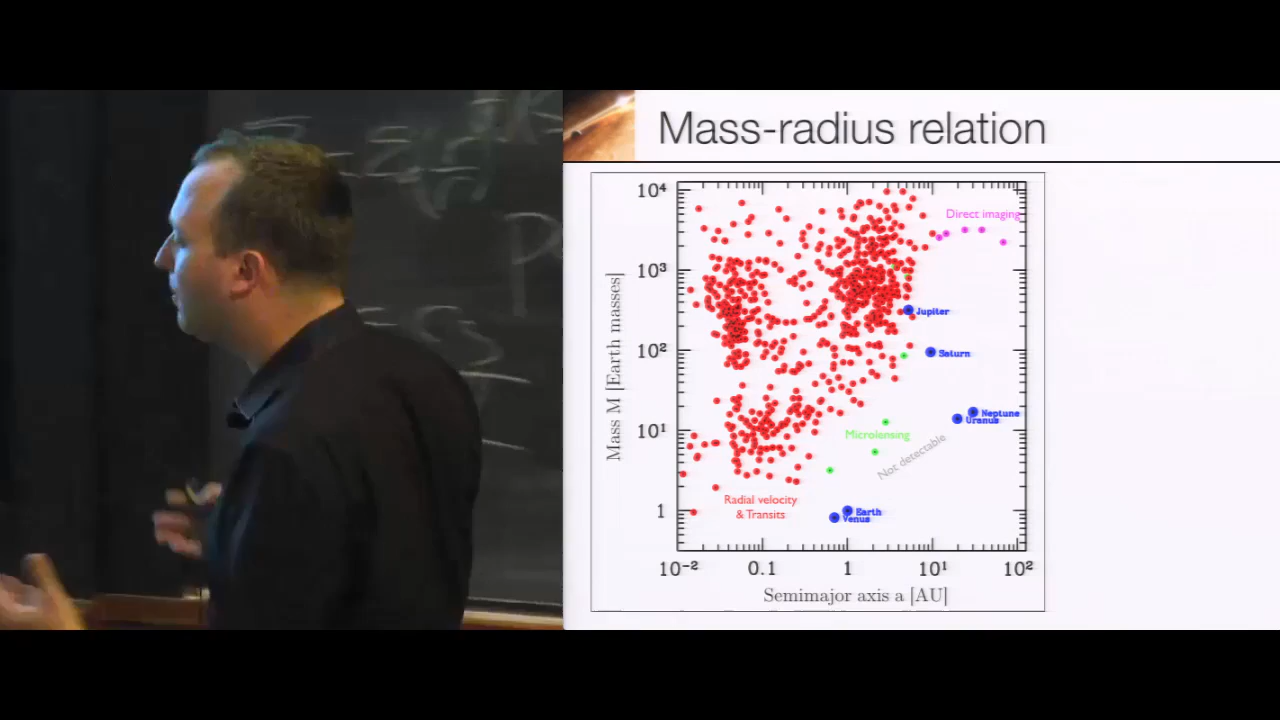 Mass-radius relation
10⁴
Direct imaging
10³
Jupiter
10²
Saturn
Neptune
Uranus
10¹
Microlensing
Not detectable
Radial velocity
& Transits
Earth
Venus
1
Mass M [Earth masses]
10⁻² 0.1 1 10¹ 10²
Semimajor axis a [AU]